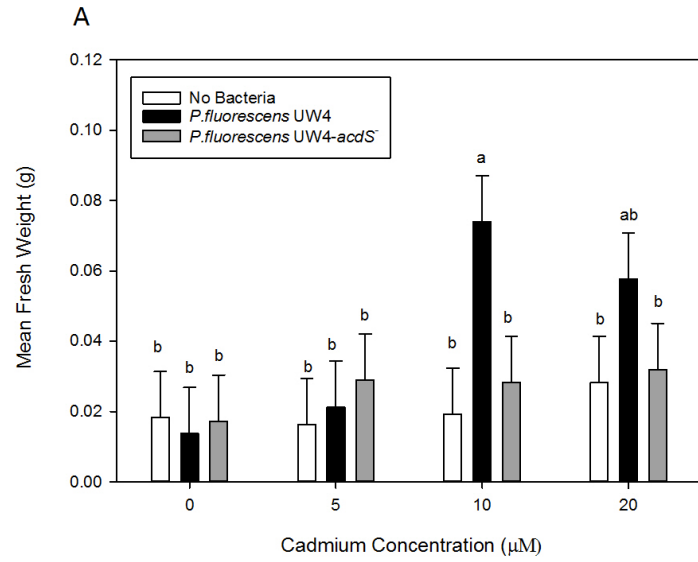 A
0.12
0.10
0.08
0.06
0.04
0.02
0.00
Mean Fresh Weight (g)
No Bacteria
P.fluorescens UW4
P.fluorescens UW4-acdS⁻
b b b
b b b
b a b
b ab b
0 5 10 20
Cadmium Concentration (μM)